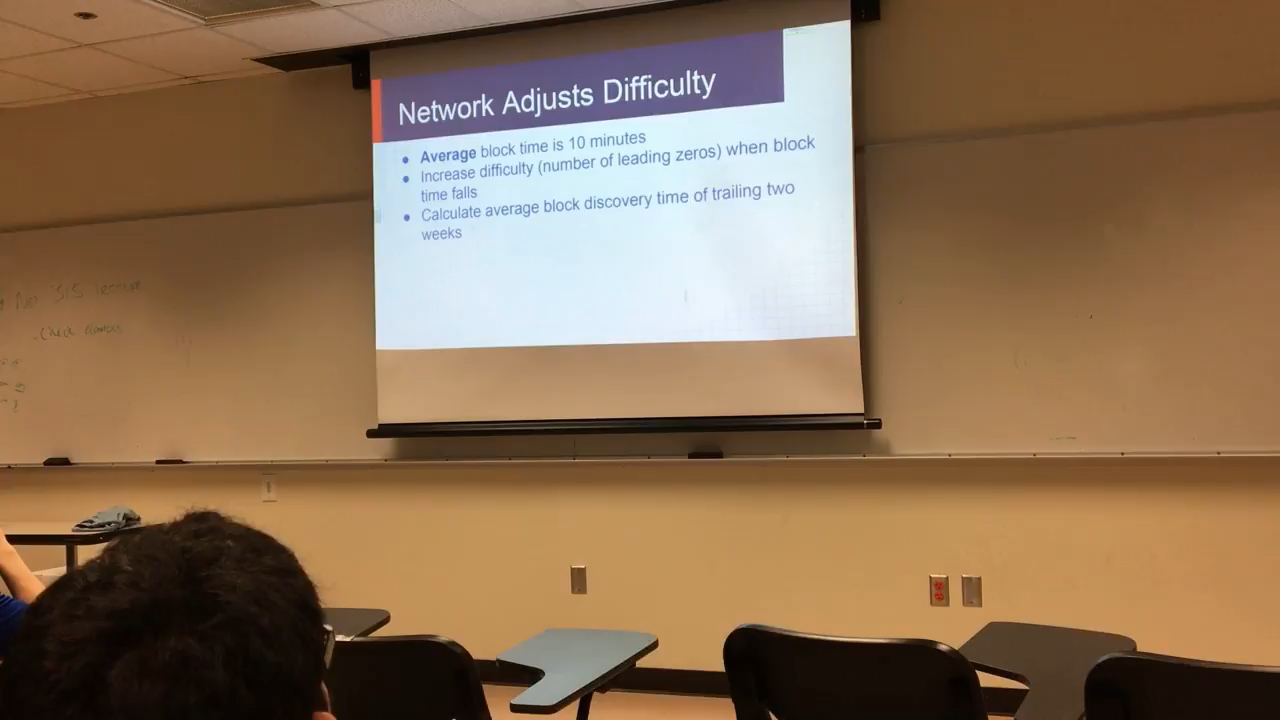 Network Adjusts Difficulty
● Average block time is 10 minutes
● Increase difficulty (number of leading zeros) when block
time falls
● Calculate average block discovery time of trailing two
weeks